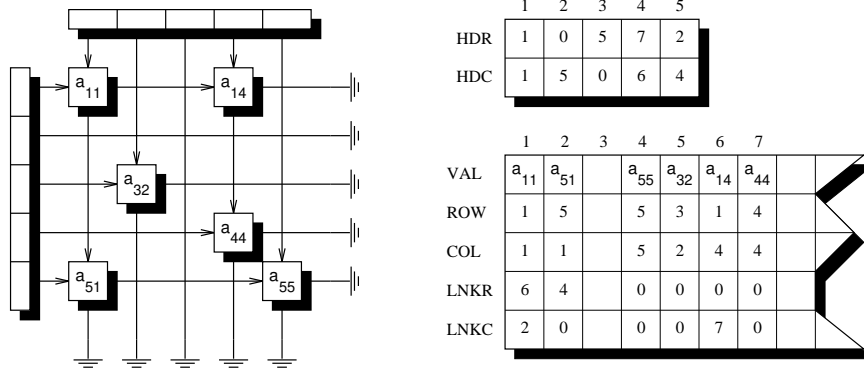 a11 a14
a32
a44
a51 a55
1 2 3 4 5
HDR 1 0 5 7 2
HDC 1 5 0 6 4
1 2 3 4 5 6 7
VAL a11 a51 a55 a32 a14 a44
ROW 1 5 5 3 1 4
COL 1 1 5 2 4 4
LNKR 6 4 0 0 0 0
LNKC 2 0 0 0 7 0